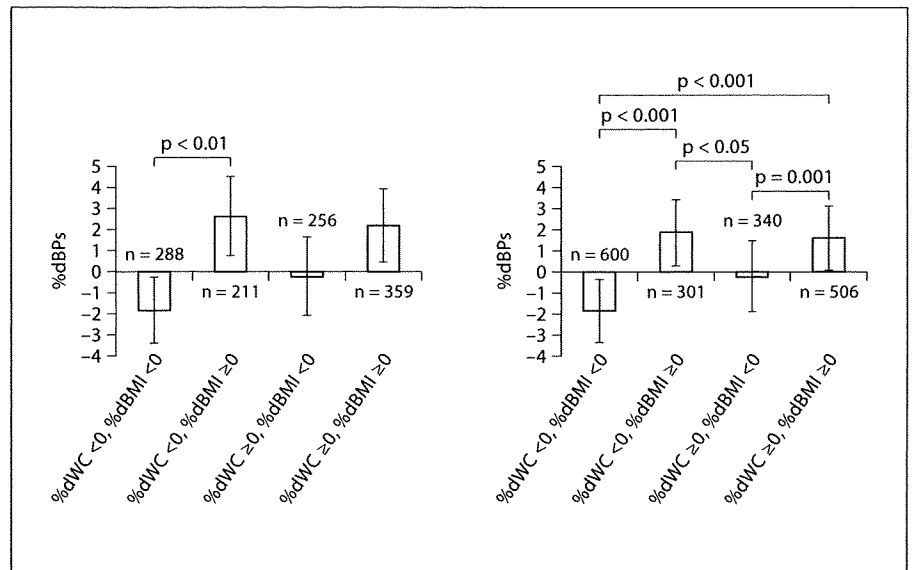 p < 0.01
5
4
3
2
1
0
−1
−2
−3
−4
%dBPs
n = 288
n = 211
n = 256
n = 359
%dWC <0, %dBMI <0
%dWC <0, %dBMI ≥0
%dWC ≥0, %dBMI <0
%dWC ≥0, %dBMI ≥0
p < 0.001
p < 0.001
p < 0.05
p = 0.001
5
4
3
2
1
0
−1
−2
−3
−4
%dBPs
n = 600
n = 301
n = 340
n = 506
%dWC <0, %dBMI <0
%dWC <0, %dBMI ≥0
%dWC ≥0, %dBMI <0
%dWC ≥0, %dBMI ≥0